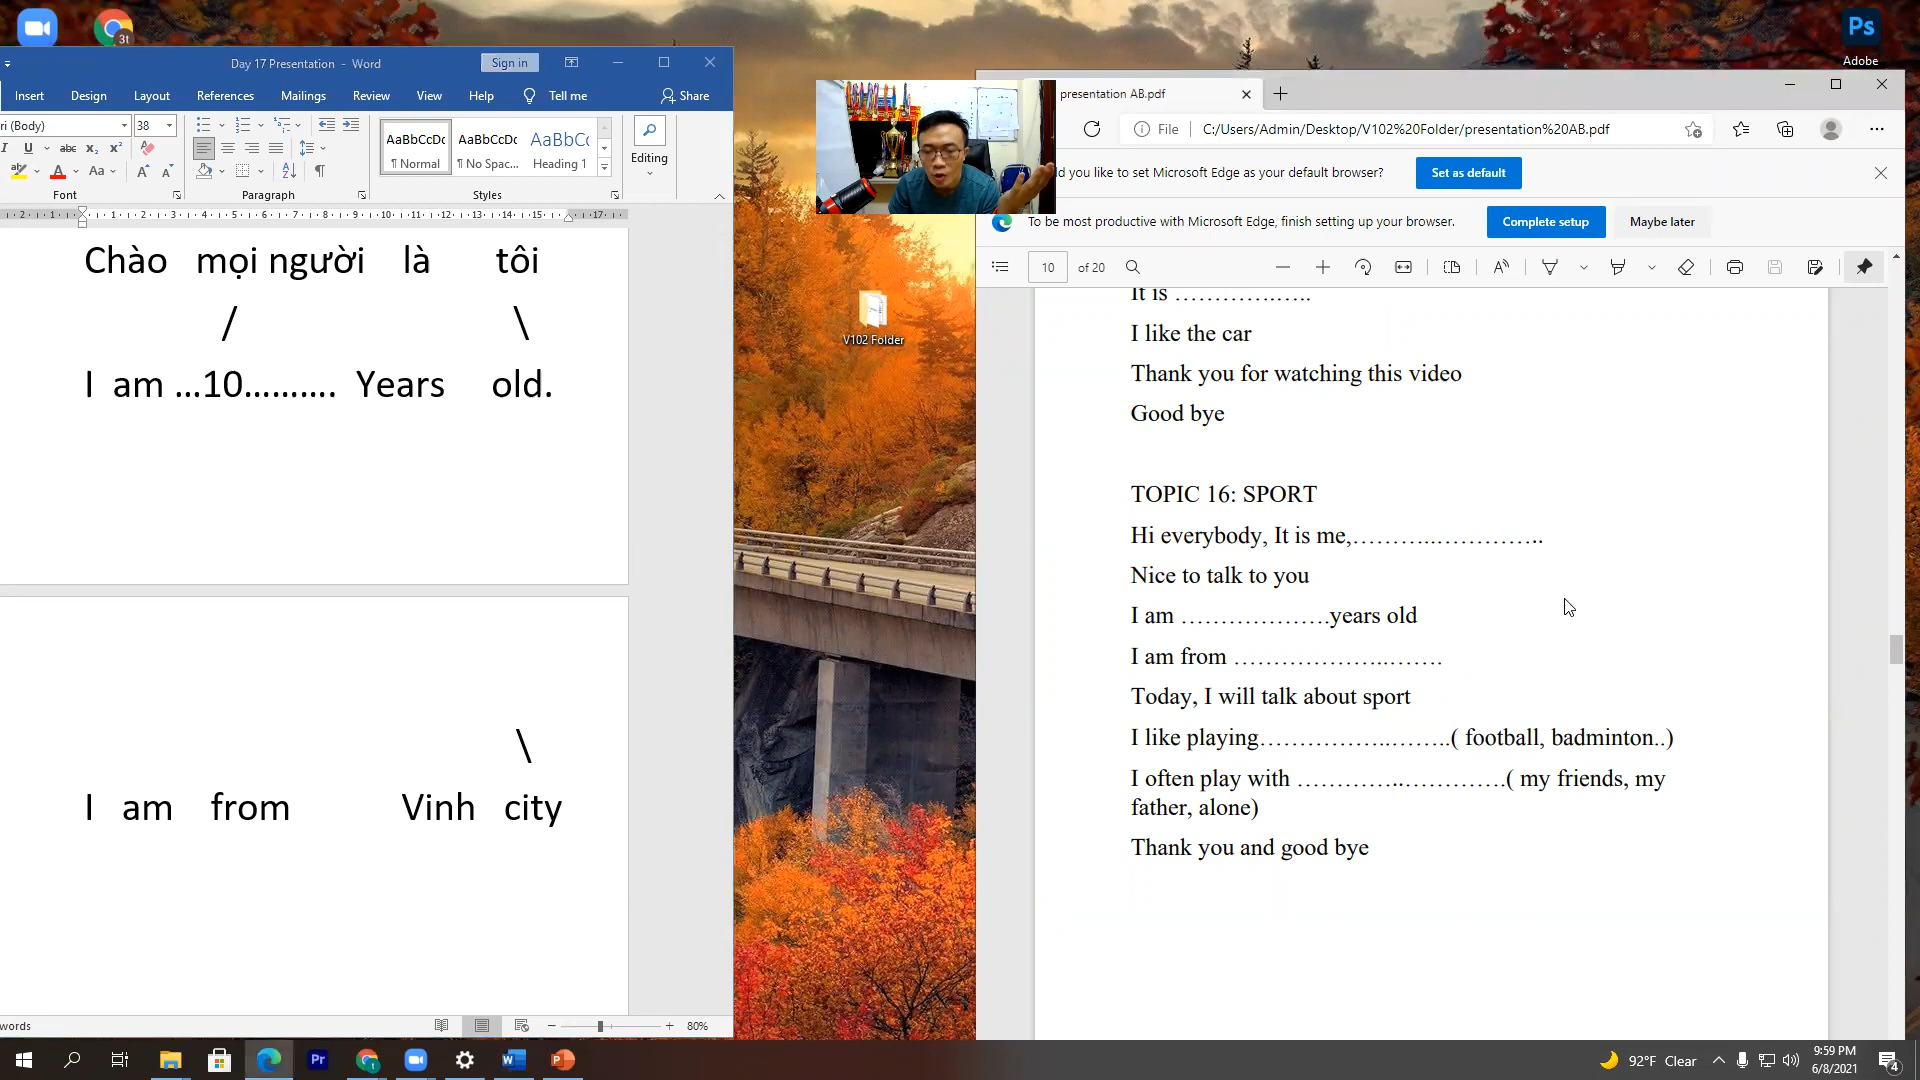 3t
Ps
Adobe
Day 17 Presentation - Word
Sign in
Insert Design Layout References Mailings Review View Help Tell me Share
ri (Body) 38
AaBbCcDc AaBbCcDc AaBbCc
¶ Normal ¶ No Spac... Heading 1
Editing
Font Paragraph Styles
Chào mọi người là tôi
/ \
I am …10………. Years old.
\
I am from Vinh city
words
80%
V102 Folder
presentation AB.pdf
File C:/Users/Admin/Desktop/V102%20Folder/presentation%20AB.pdf
ld you like to set Microsoft Edge as your default browser? Set as default
To be most productive with Microsoft Edge, finish setting up your browser. Complete setup Maybe later
10 of 20
It is ………….…..
I like the car
Thank you for watching this video
Good bye
TOPIC 16: SPORT
Hi everybody, It is me,………..…………..
Nice to talk to you
I am ……………….years old
I am from ………………..…….
Today, I will talk about sport
I like playing……………..……..( football, badminton..)
I often play with …………..………….( my friends, my
father, alone)
Thank you and good bye
92°F Clear
9:59 PM
6/8/2021
4